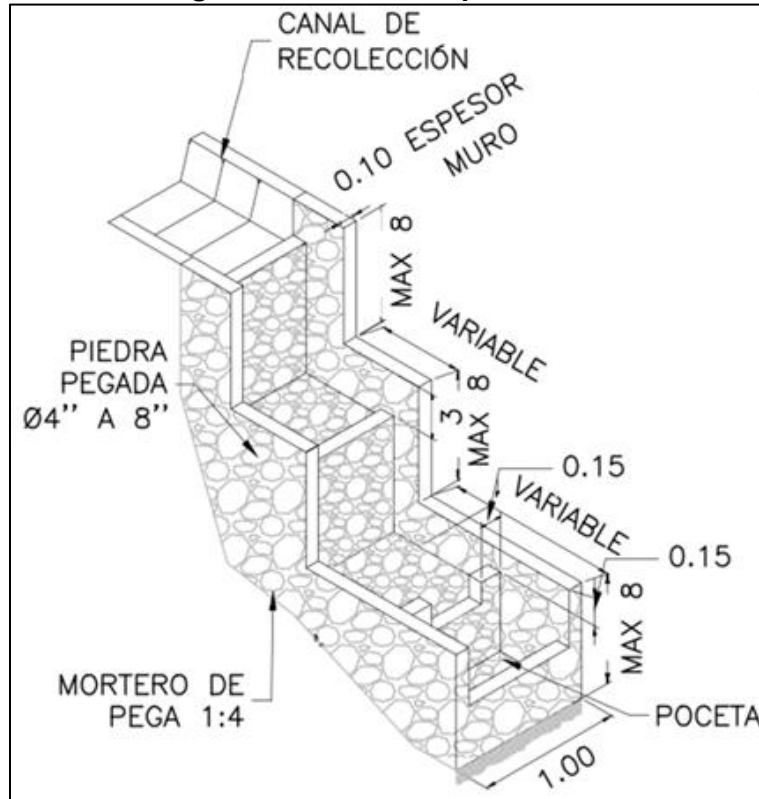 CANAL DE
RECOLECCIÓN
0.10 ESPESOR
MURO
MAX 8
VARIABLE
PIEDRA
PEGADA
Ø4’’ A 8’’
3
MAX 8
0.15
VARIABLE
0.15
MAX 8
MORTERO DE
PEGA 1:4
POCETA
1.00